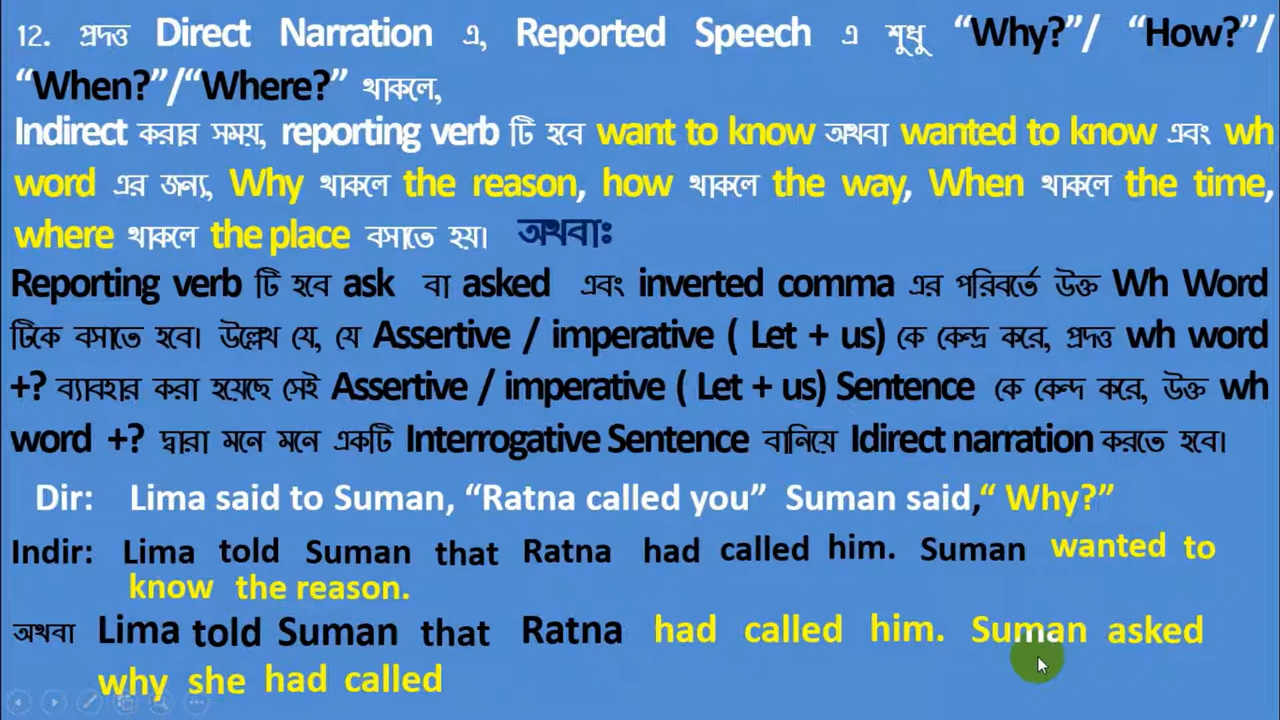 12. প্রদত্ত Direct Narration এ, Reported Speech এ শুধু “Why?”/ “How?”/
“When?”/“Where?” থাকলে,
Indirect করার সময়, reporting verb টি হবে want to know অথবা wanted to know এবং wh
word এর জন্য, Why থাকলে the reason, how থাকলে the way, When থাকলে the time,
where থাকলে the place বসাতে হয়। অথবাঃ
Reporting verb টি হবে ask বা asked এবং inverted comma এর পরিবর্তে উক্ত Wh Word
টিকে বসাতে হবে। উল্লেখ যে, যে Assertive / imperative ( Let + us) কে কেন্দ্র করে, প্রদত্ত wh word
+? ব্যাবহার করা হয়েছে সেই Assertive / imperative ( Let + us) Sentence কে কেন্দ করে, উক্ত wh
word +? দ্বারা মনে মনে একটি Interrogative Sentence বানিয়ে Idirect narration করতে হবে।
Dir: Lima said to Suman, “Ratna called you” Suman said,“ Why?”
Indir: Lima told Suman that Ratna had called him. Suman wanted to
know the reason.
অথবা Lima told Suman that Ratna had called him. Suman asked
why she had called